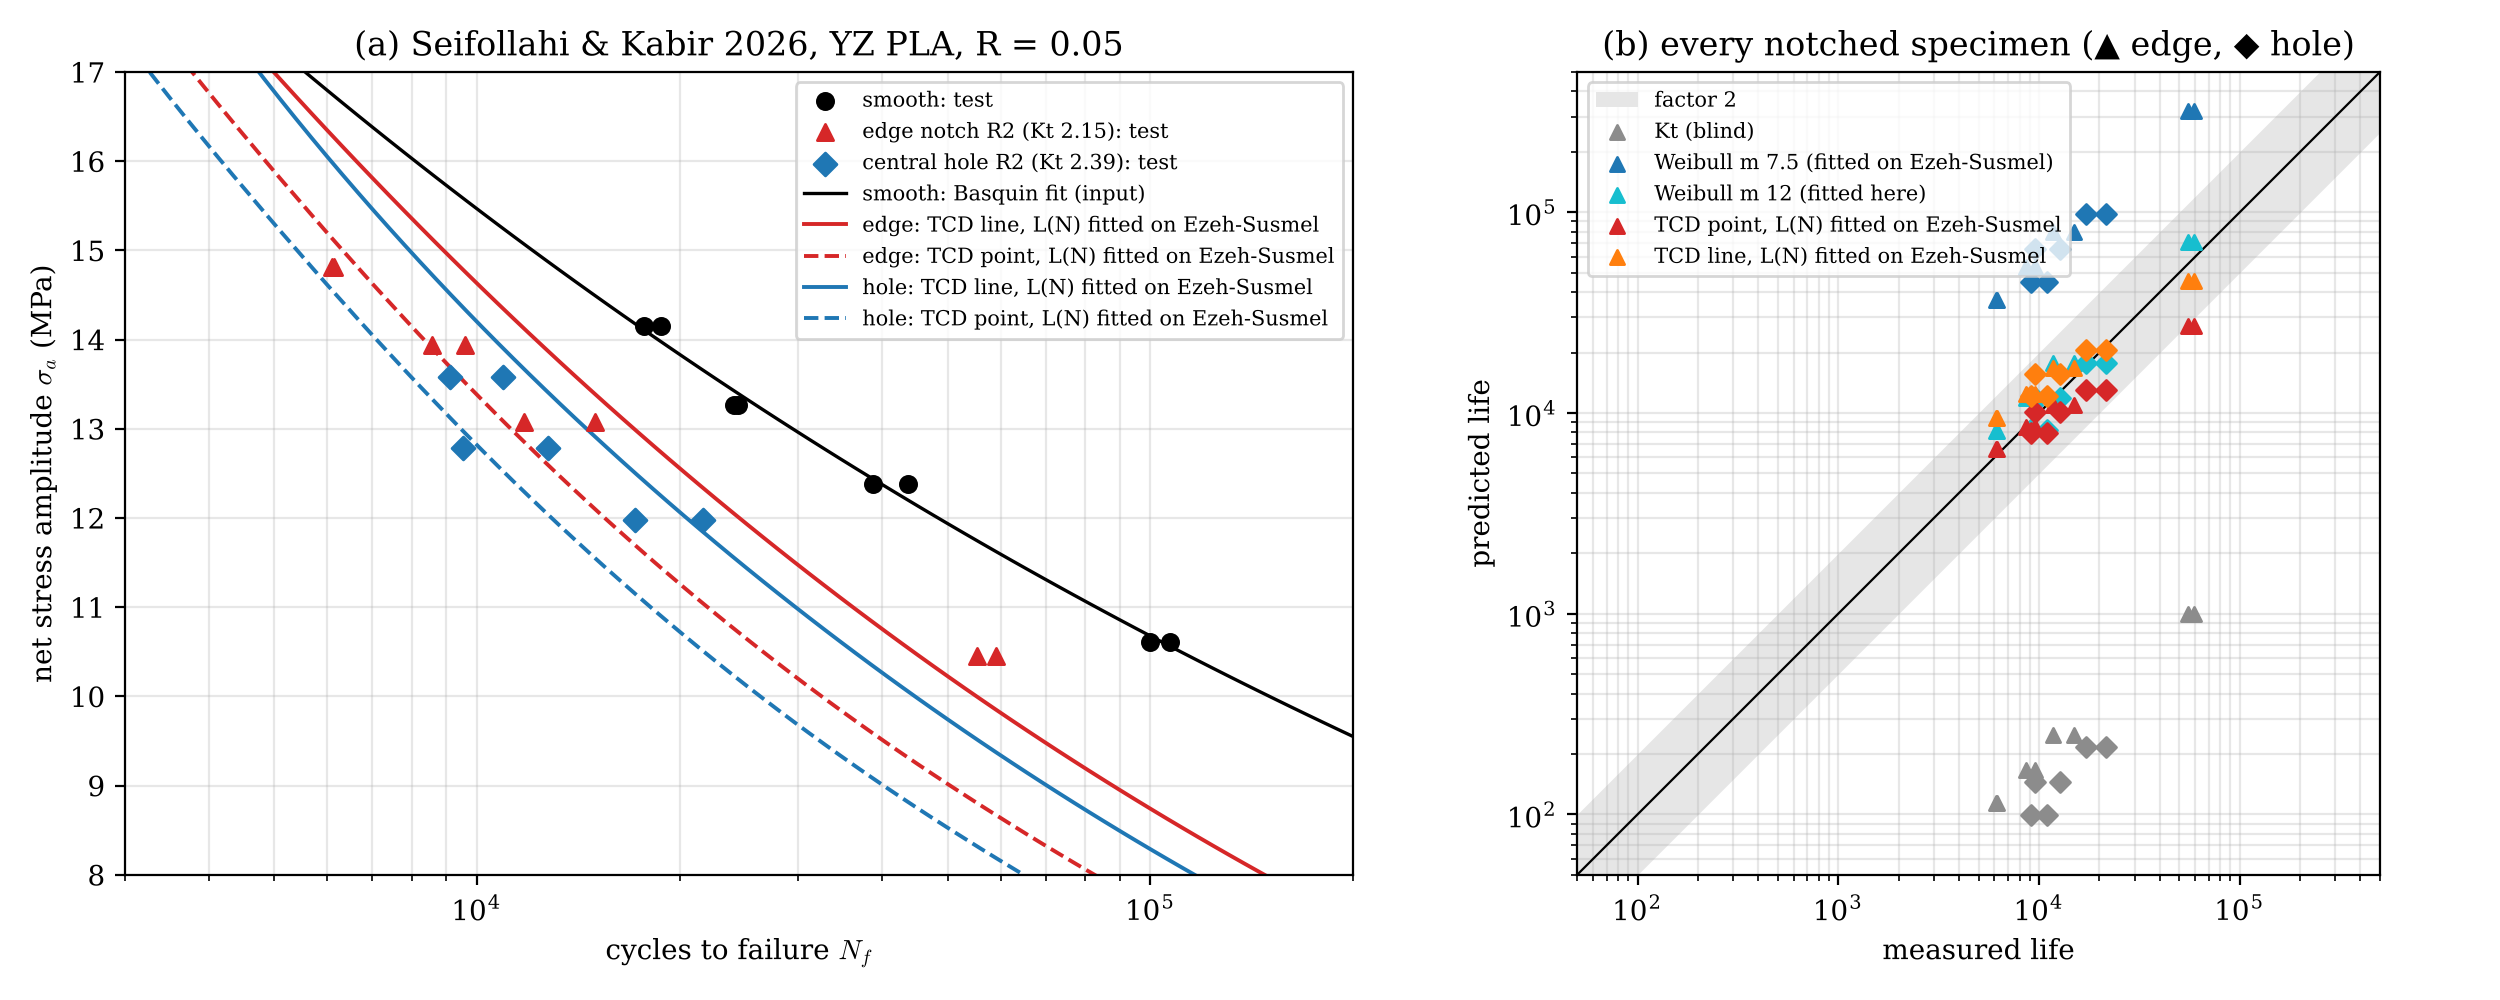 (a) Seifollahi & Kabir 2026, YZ PLA, R = 0.05
17
16
15
14
13
12
11
10
9
8
net stress amplitude σ_a (MPa)
smooth: test
edge notch R2 (Kt 2.15): test
central hole R2 (Kt 2.39): test
smooth: Basquin fit (input)
edge: TCD line, L(N) fitted on Ezeh-Susmel
edge: TCD point, L(N) fitted on Ezeh-Susmel
hole: TCD line, L(N) fitted on Ezeh-Susmel
hole: TCD point, L(N) fitted on Ezeh-Susmel
10^4 10^5
cycles to failure N_f
(b) every notched specimen (▲ edge, ◆ hole)
factor 2
Kt (blind)
Weibull m 7.5 (fitted on Ezeh-Susmel)
Weibull m 12 (fitted here)
TCD point, L(N) fitted on Ezeh-Susmel
TCD line, L(N) fitted on Ezeh-Susmel
10^5
10^4
10^3
10^2
predicted life
10^2 10^3 10^4 10^5
measured life